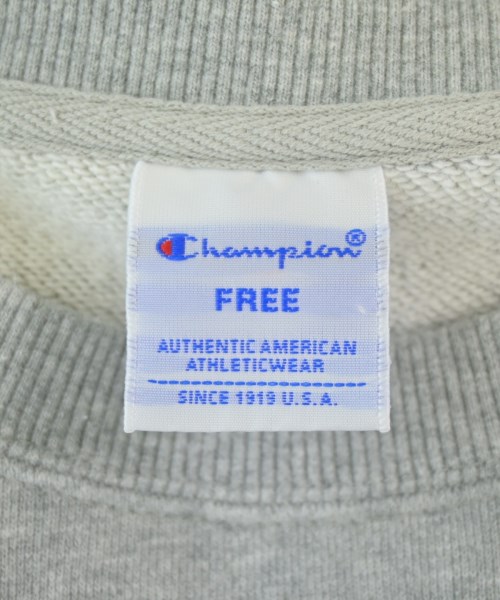 Champion®
FREE
AUTHENTIC AMERICAN
ATHLETICWEAR
SINCE 1919 U.S.A.